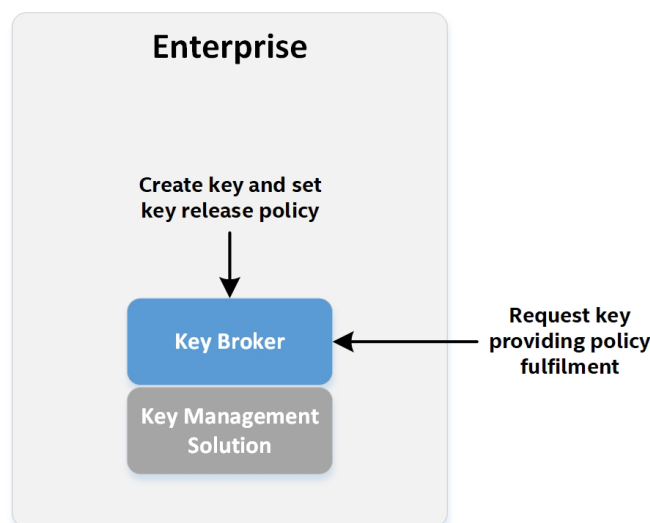 Enterprise
Create key and set
key release policy
Key Broker
Request key
providing policy
fulfilment
Key Management
Solution